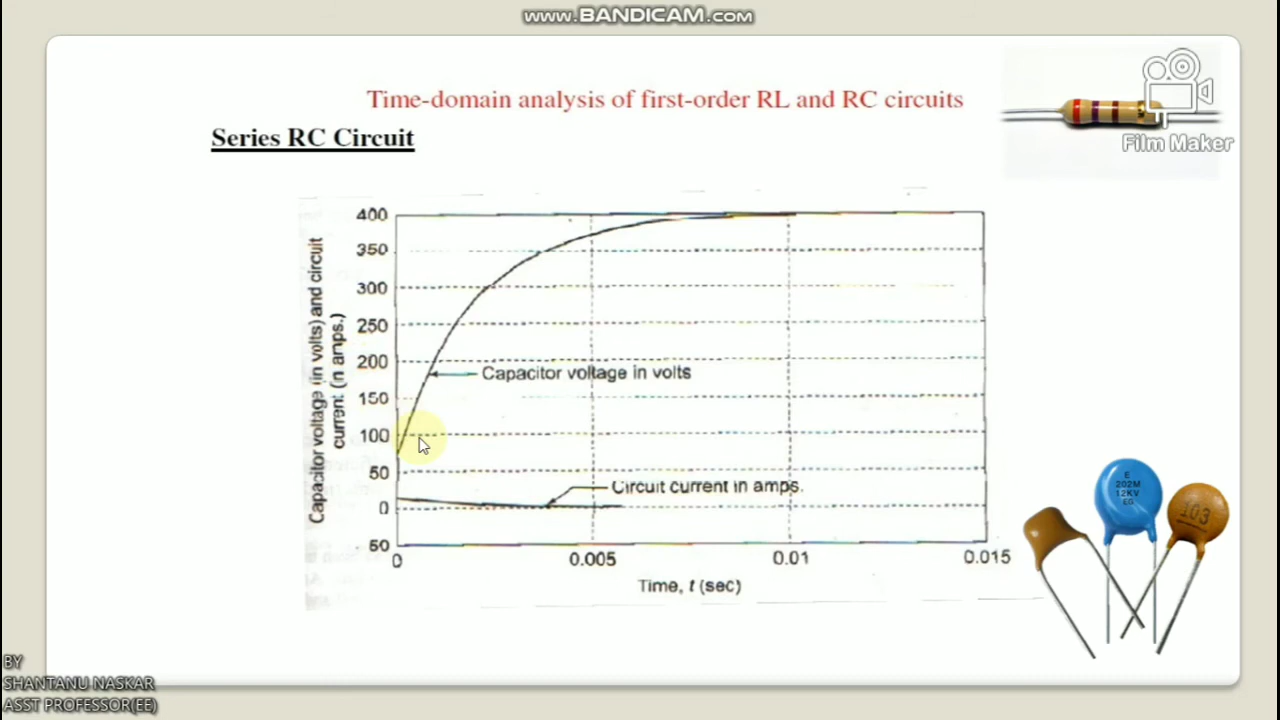 www.BANDICAM.com
Time-domain analysis of first-order RL and RC circuits
Series RC Circuit
Film Maker
400
350
300
250
200
150
100
50
0
50
Capacitor voltage (in volts) and circuit
current (in amps.)
Capacitor voltage in volts
Circuit current in amps.
0
0.005
0.01
0.015
Time, t (sec)
E
202M
12KV
103
BY
SHANTANU NASKAR
ASST PROFESSOR(EE)